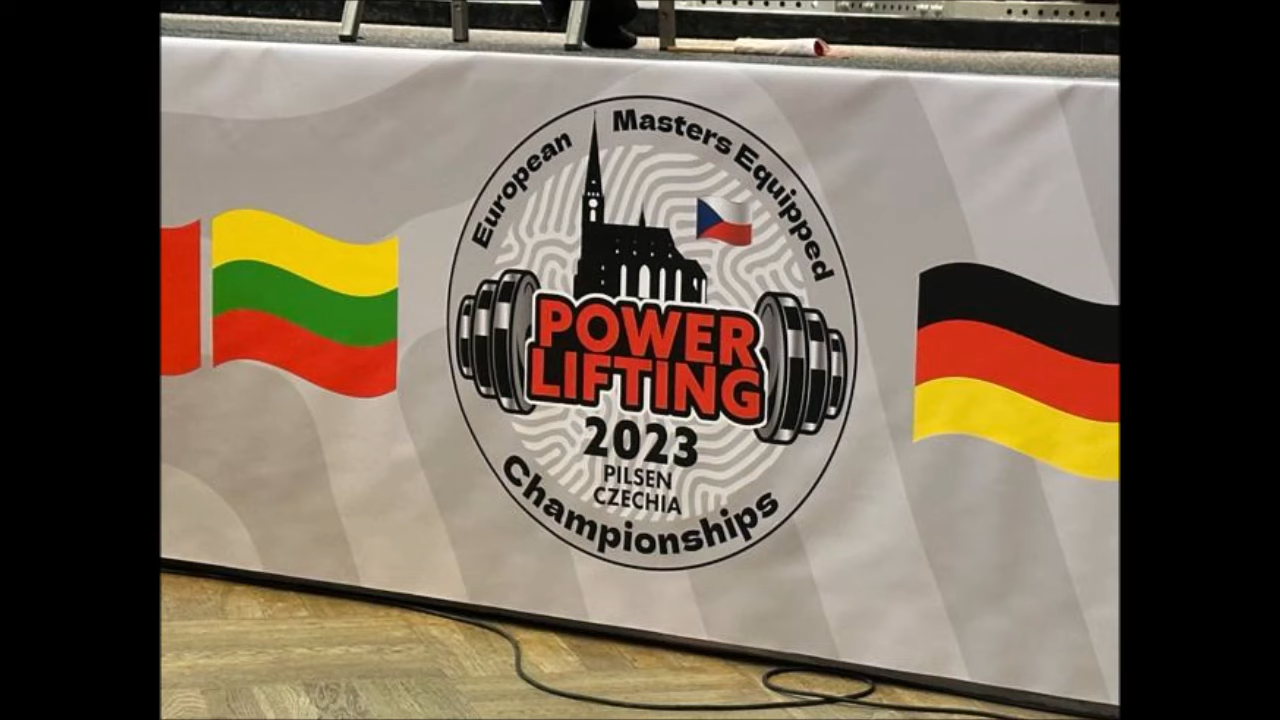 European Masters Equipped
POWER
LIFTING
2023
PILSEN
CZECHIA
Championships